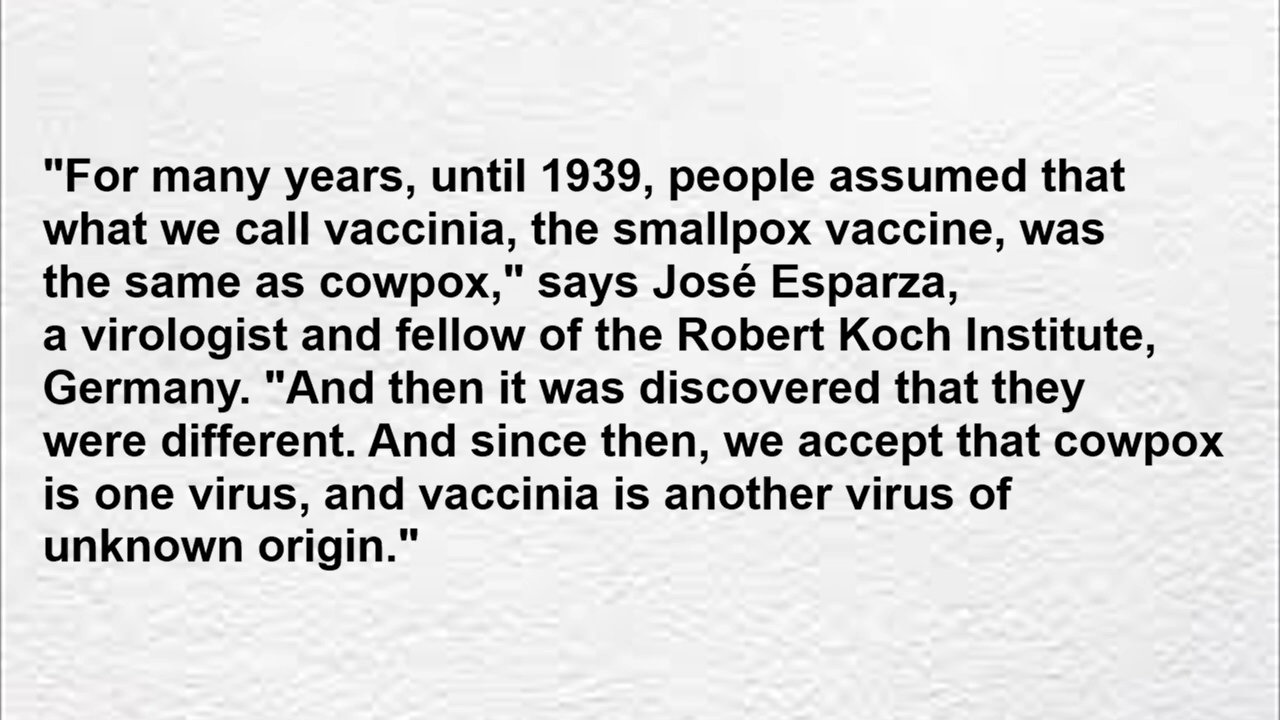 "For many years, until 1939, people assumed that
what we call vaccinia, the smallpox vaccine, was
the same as cowpox," says José Esparza,
a virologist and fellow of the Robert Koch Institute,
Germany. "And then it was discovered that they
were different. And since then, we accept that cowpox
is one virus, and vaccinia is another virus of
unknown origin."